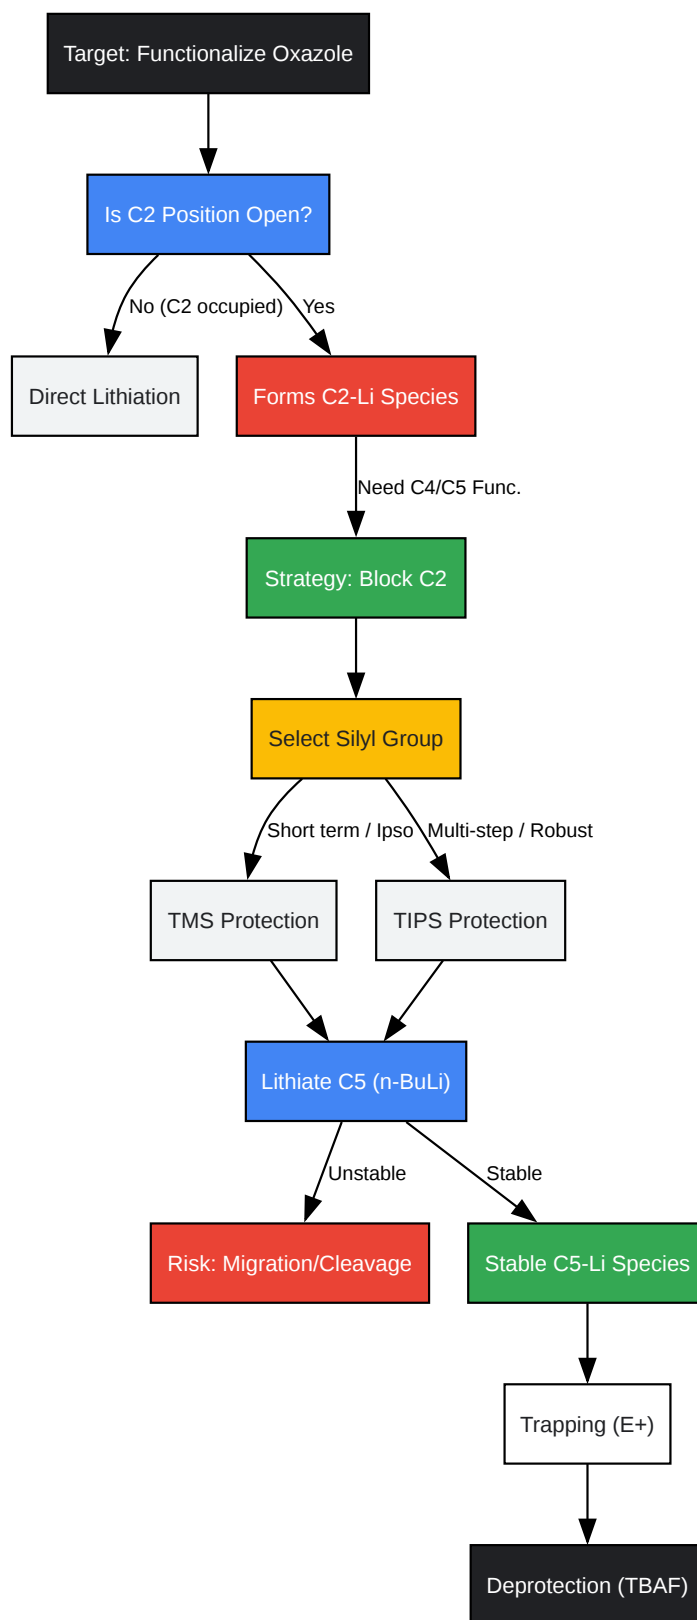 Target: Functionalize Oxazole
Is C2 Position Open?
No (C2 occupied)
Yes
Direct Lithiation
Forms C2-Li Species
Need C4/C5 Func.
Strategy: Block C2
Select Silyl Group
Short term / Ipso
Multi-step / Robust
TMS Protection
TIPS Protection
Lithiate C5 (n-BuLi)
Unstable
Stable
Risk: Migration/Cleavage
Stable C5-Li Species
Trapping (E+)
Deprotection (TBAF)